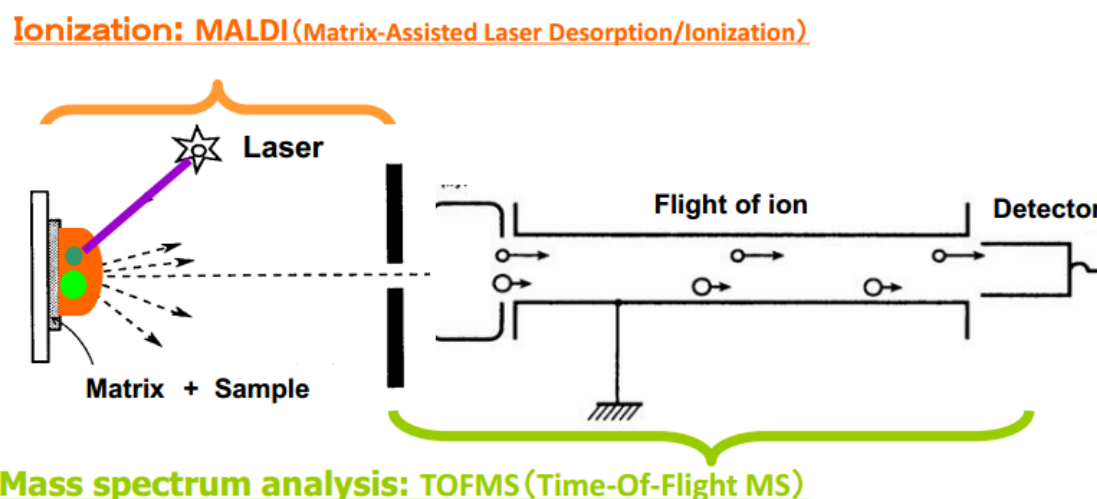 Ionization: MALDI(Matrix-Assisted Laser Desorption/Ionization)
Laser
Flight of ion
Detector
Matrix + Sample
Mass spectrum analysis: TOFMS(Time-Of-Flight MS)